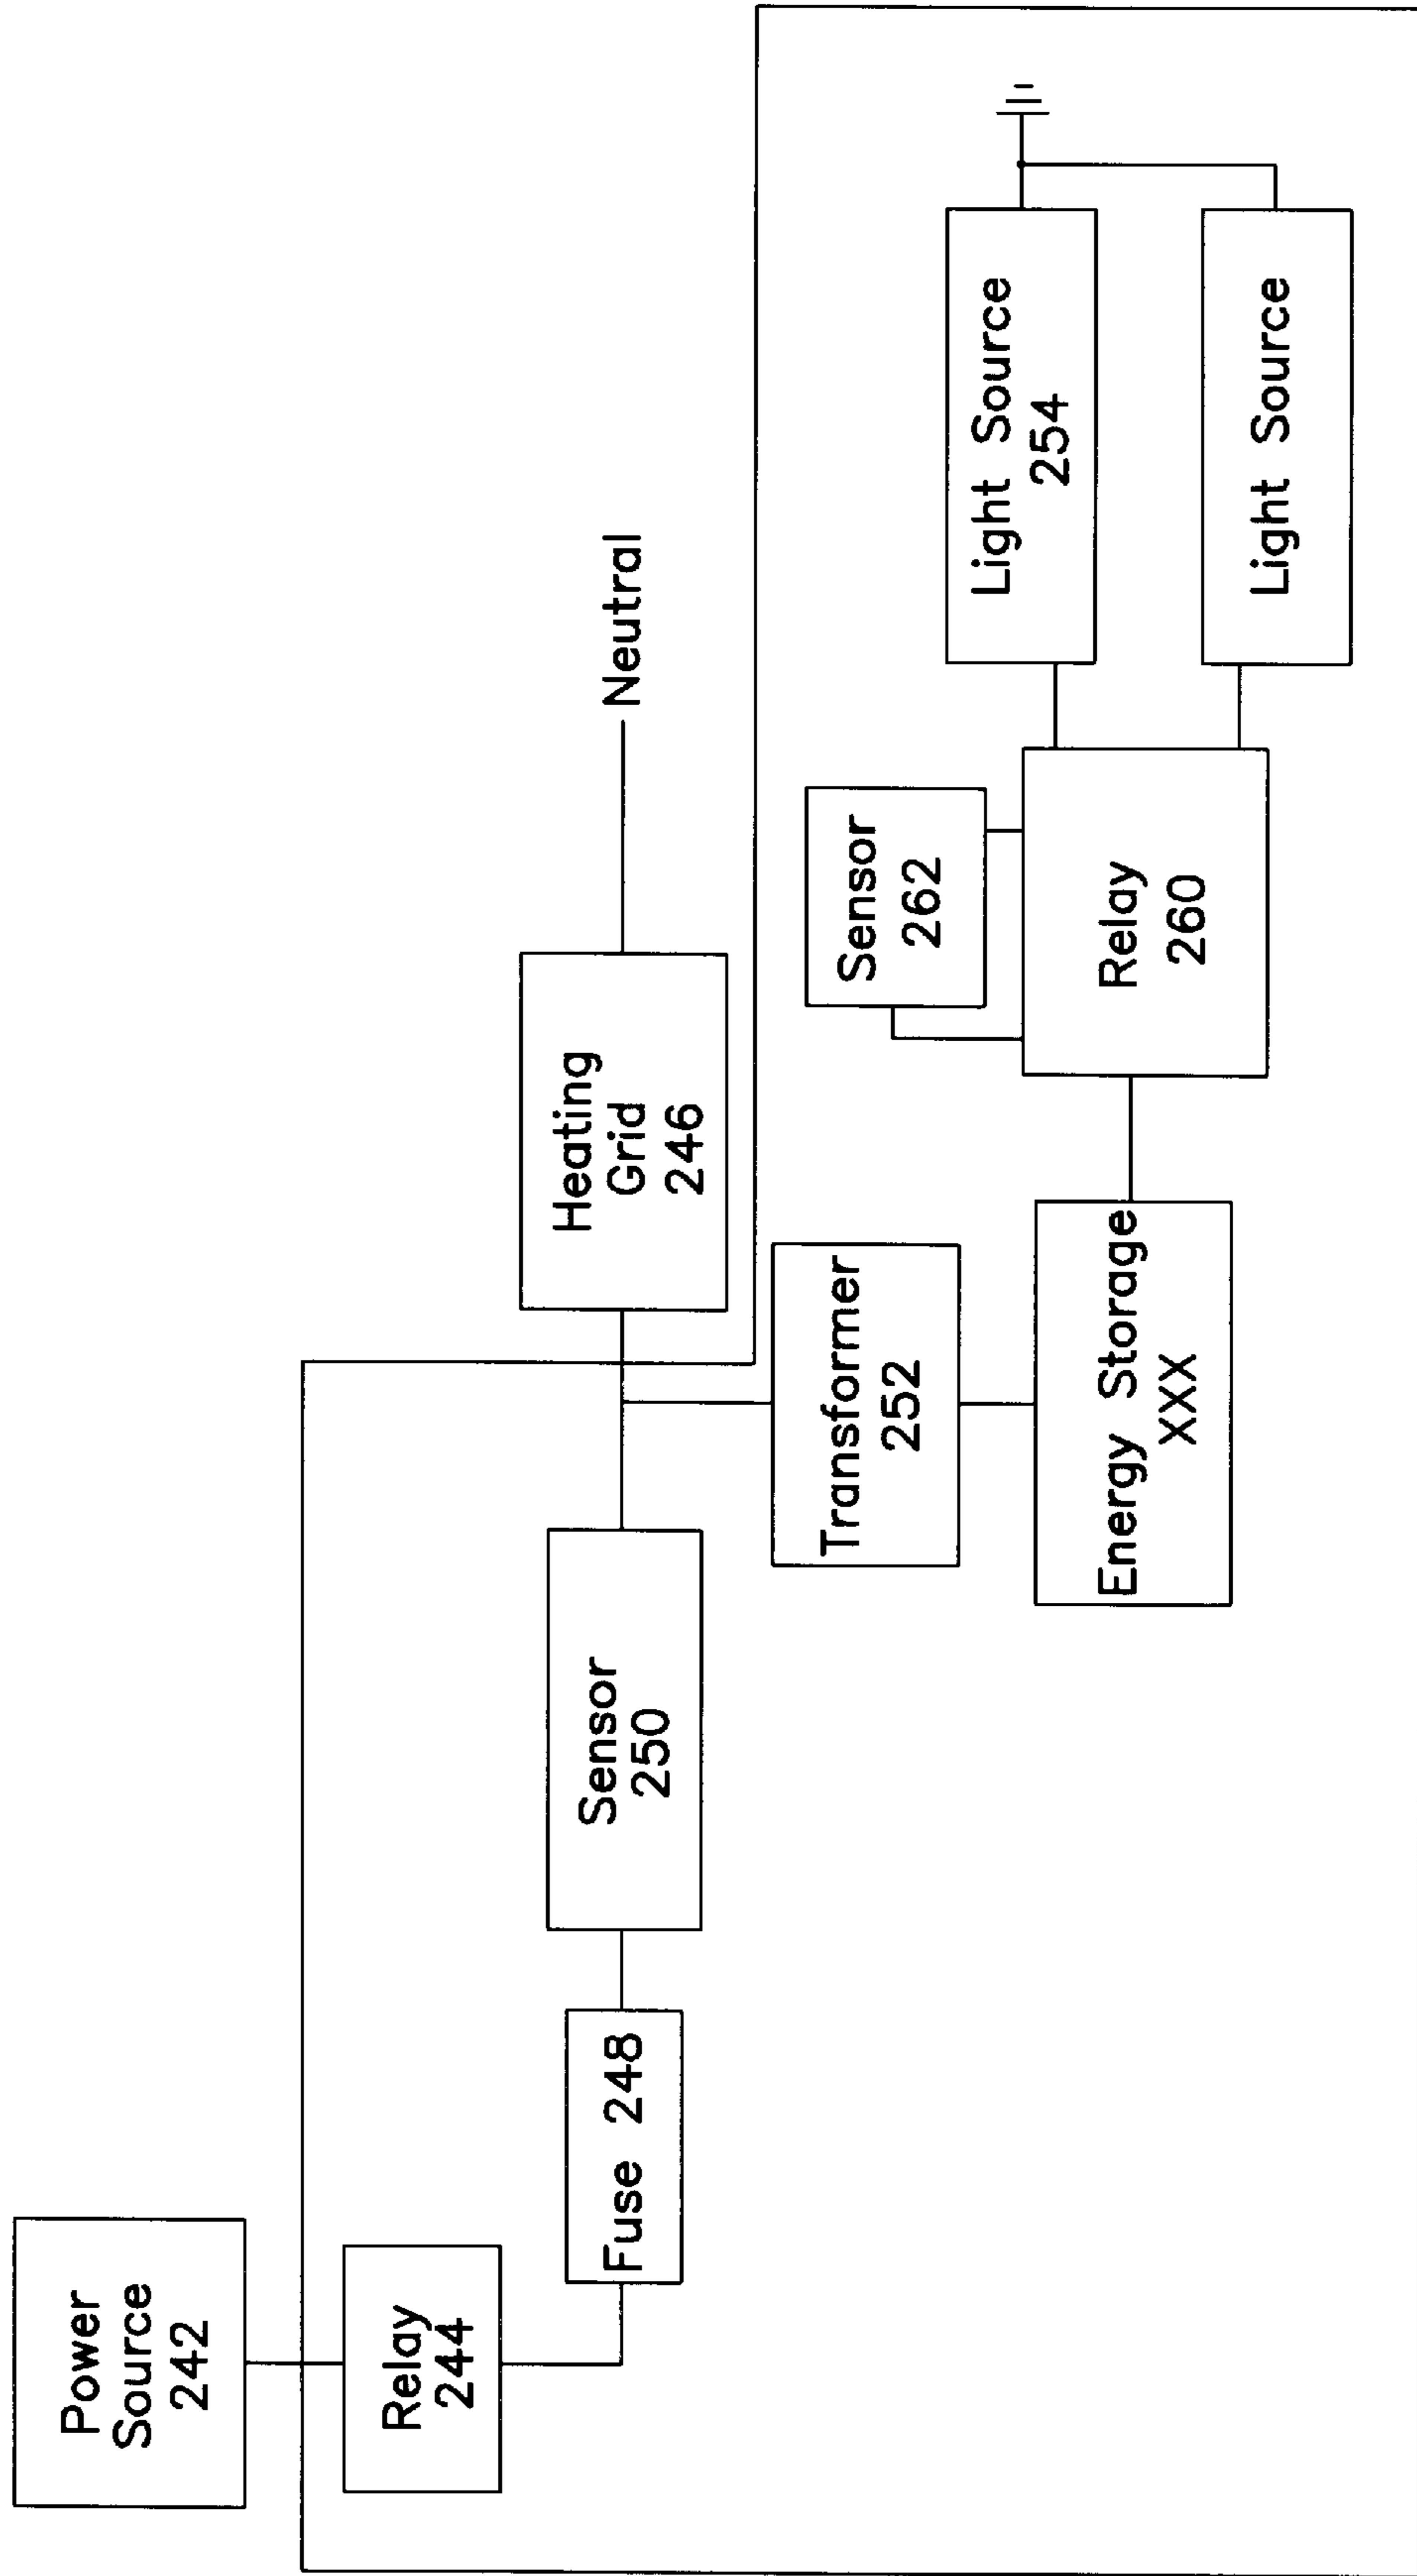 Power
Source
242
Relay
244
Fuse 248
Sensor
250
Heating
Grid
246
Neutral
Transformer
252
Energy Storage
XXX
Sensor
262
Relay
260
Light Source
254
Light Source